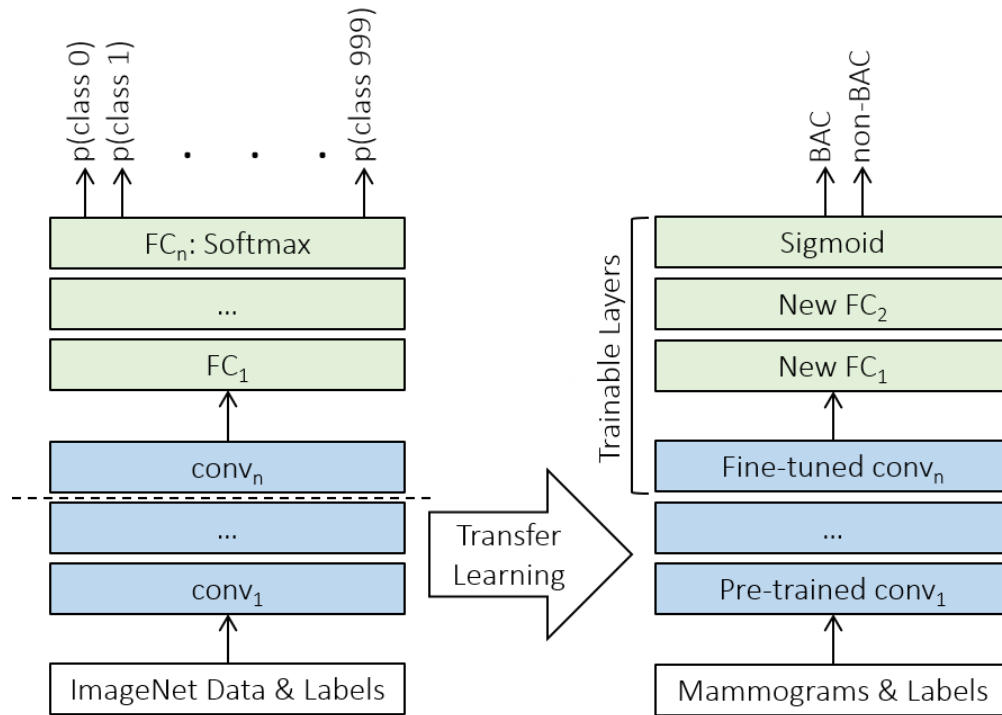 p(class 0)
p(class 1)
. . .
p(class 999)
FCₙ: Softmax
...
FC₁
convₙ
...
conv₁
ImageNet Data & Labels
Transfer
Learning
BAC
non-BAC
Trainable Layers
Sigmoid
New FC₂
New FC₁
Fine-tuned convₙ
...
Pre-trained conv₁
Mammograms & Labels